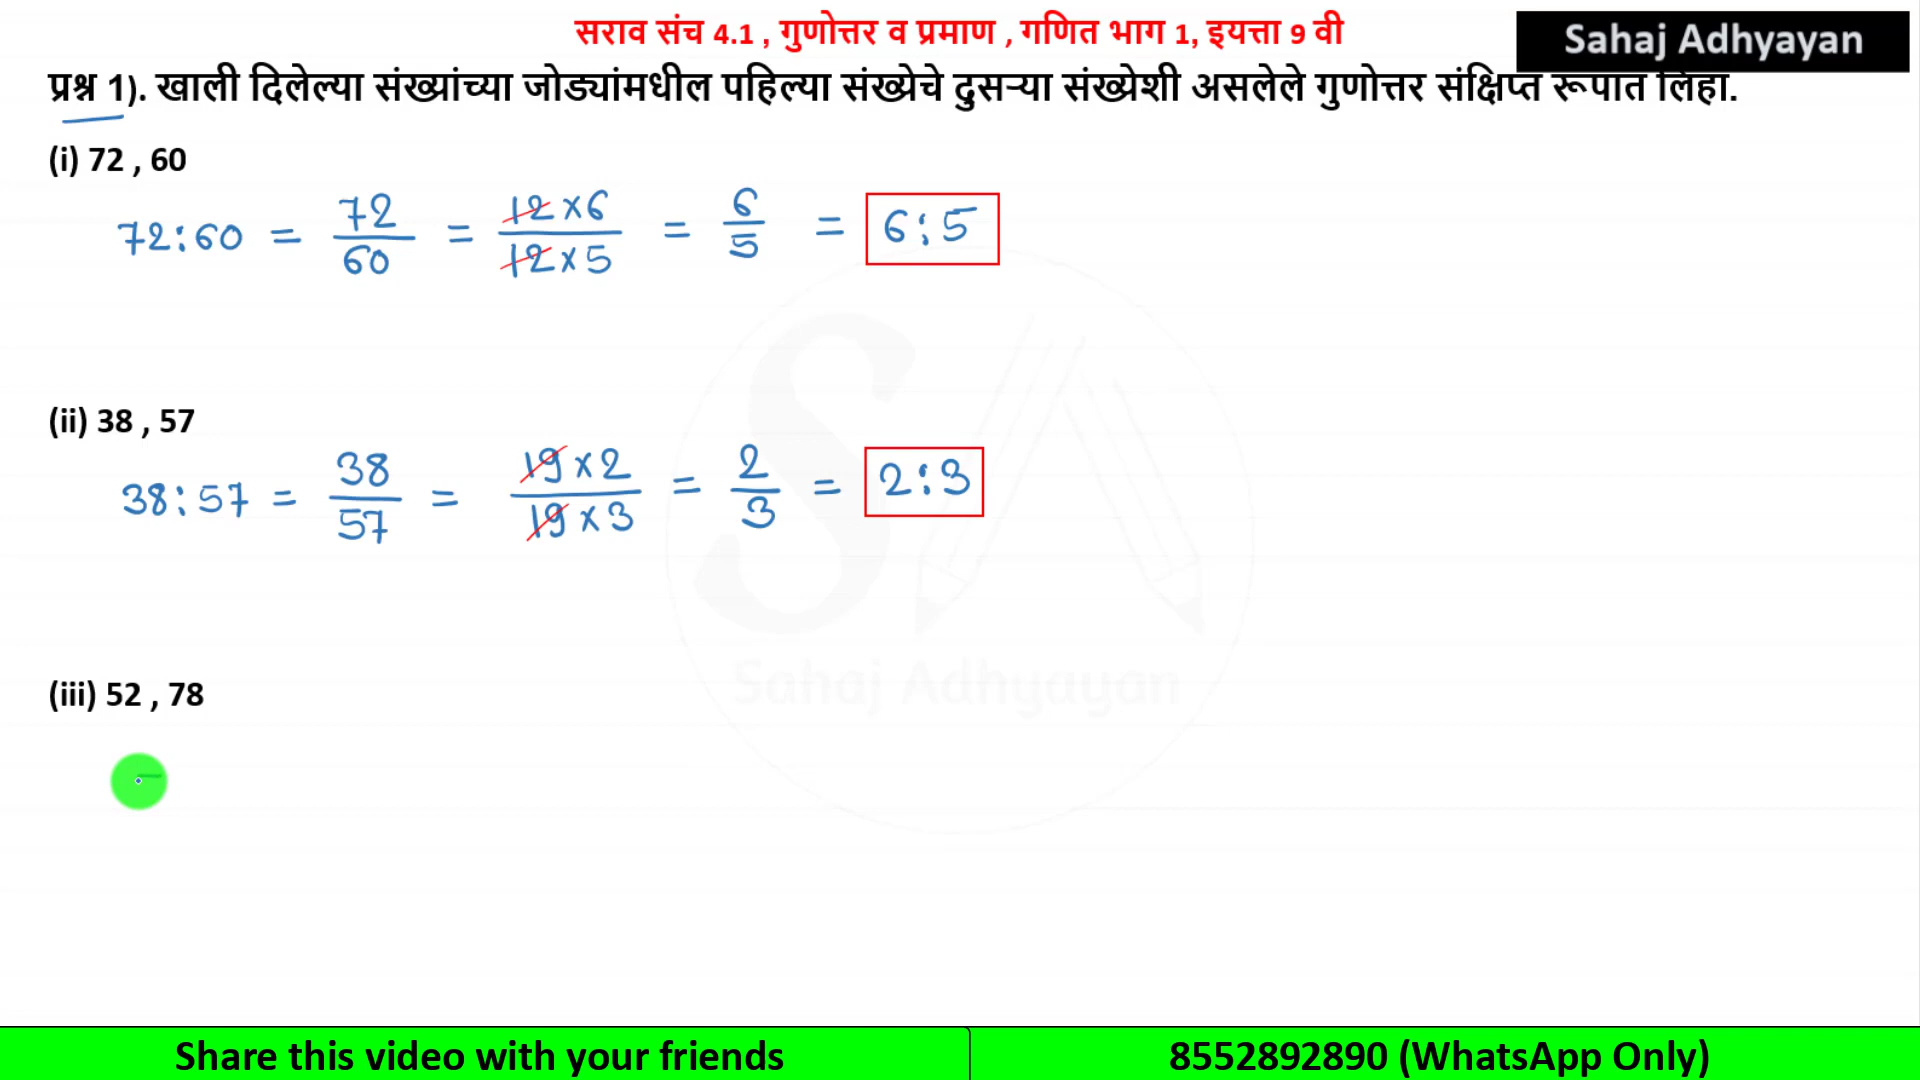 सराव संच 4.1 , गुणोत्तर व प्रमाण , गणित भाग 1, इयत्ता 9 वी
Sahaj Adhyayan
प्रश्न 1). खाली दिलेल्या संख्यांच्या जोड्यांमधील पहिल्या संख्येचे दुसऱ्या संख्येशी असलेले गुणोत्तर संक्षिप्त रूपात लिहा.
(i) 72 , 60
72:60 = 72/60 = 12×6/12×5 = 6/5 = 6:5
(ii) 38 , 57
38:57 = 38/57 = 19×2/19×3 = 2/3 = 2:3
Sahaj Adhyayan
(iii) 52 , 78
Share this video with your friends
8552892890 (WhatsApp Only)